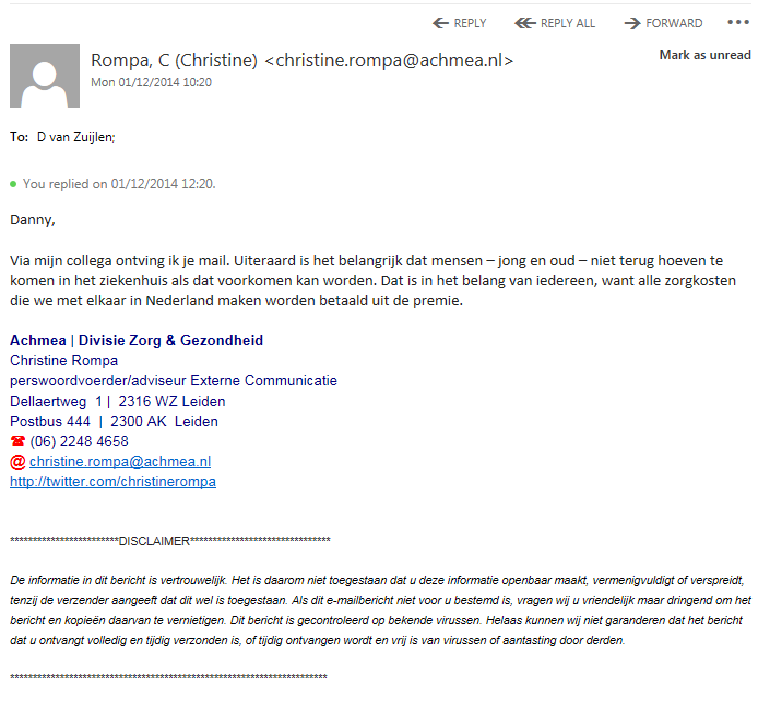 REPLY REPLY ALL FORWARD •••
Rompa, C (Christine) <christine.rompa@achmea.nl>
Mark as unread
Mon 01/12/2014 10:20
To: D van Zuijlen;
You replied on 01/12/2014 12:20.
Danny,
Via mijn collega ontving ik je mail. Uiteraard is het belangrijk dat mensen – jong en oud – niet terug hoeven te
komen in het ziekenhuis als dat voorkomen kan worden. Dat is in het belang van iedereen, want alle zorgkosten
die we met elkaar in Nederland maken worden betaald uit de premie.
Achmea | Divisie Zorg & Gezondheid
Christine Rompa
perswoordvoerder/adviseur Externe Communicatie
Dellaertweg 1 | 2316 WZ Leiden
Postbus 444 | 2300 AK Leiden
☎ (06) 2248 4658
@ christine.rompa@achmea.nl
http://twitter.com/christinerompa
************************DISCLAIMER*******************************
De informatie in dit bericht is vertrouwelijk. Het is daarom niet toegestaan dat u deze informatie openbaar maakt, vermenigvuldigt of verspreidt,
tenzij de verzender aangeeft dat dit wel is toegestaan. Als dit e-mailbericht niet voor u bestemd is, vragen wij u vriendelijk maar dringend om het
bericht en kopieën daarvan te vernietigen. Dit bericht is gecontroleerd op bekende virussen. Helaas kunnen wij niet garanderen dat het bericht
dat u ontvangt volledig en tijdig verzonden is, of tijdig ontvangen wordt en vrij is van virussen of aantasting door derden.
**********************************************************************